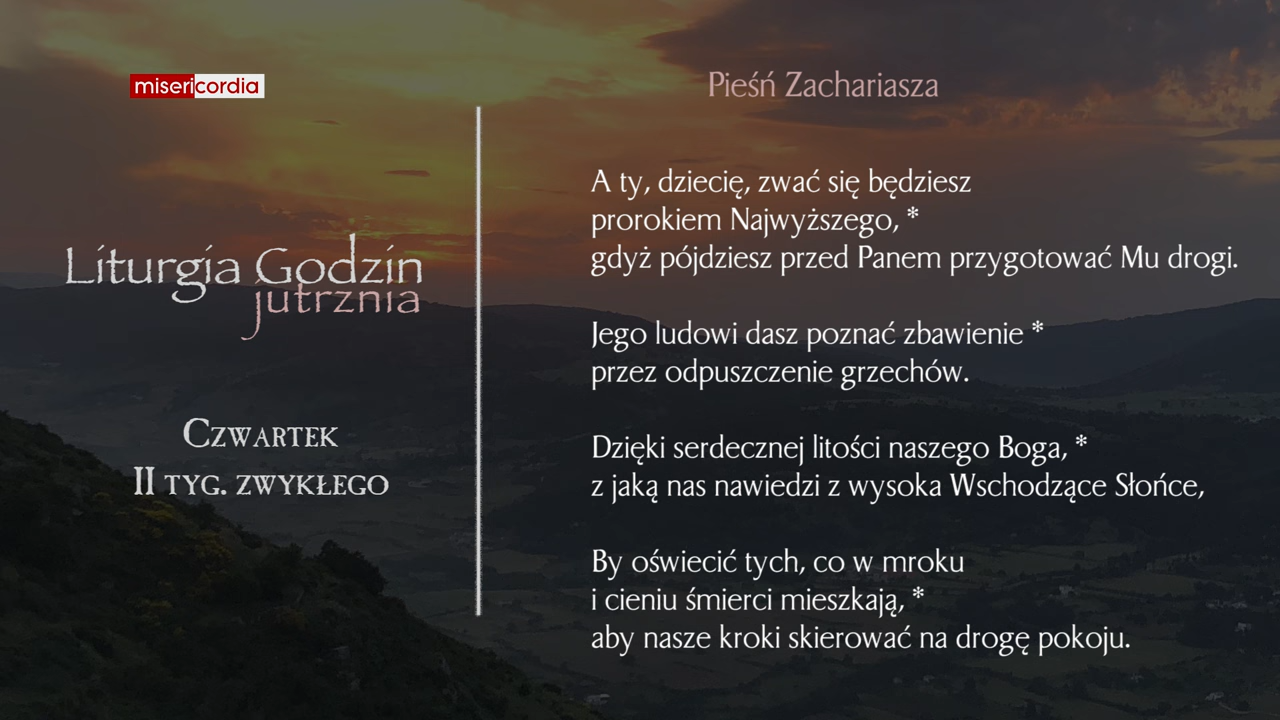 misericordia
Liturgia Godzin
jutrznia
Czwartek
II tyg. zwykłego
Pieśń Zachariasza
A ty, dziecię, zwać się będziesz
prorokiem Najwyższego, *
gdyż pójdziesz przed Panem przygotować Mu drogi.
Jego ludowi dasz poznać zbawienie *
przez odpuszczenie grzechów.
Dzięki serdecznej litości naszego Boga, *
z jaką nas nawiedzi z wysoka Wschodzące Słońce,
By oświecić tych, co w mroku
i cieniu śmierci mieszkają, *
aby nasze kroki skierować na drogę pokoju.